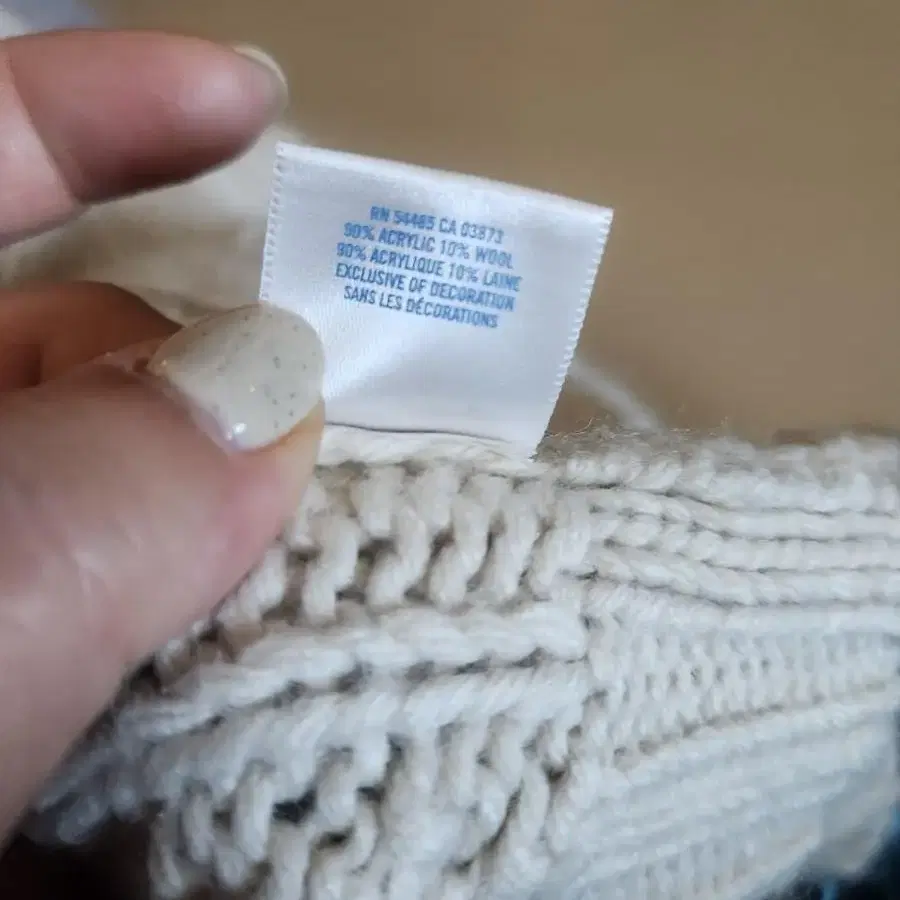 RN 54485 CA 03873
90% ACRYLIC 10% WOOL
90% ACRYLIQUE 10% LAINE
EXCLUSIVE OF DECORATION
SANS LES DÉCORATIONS